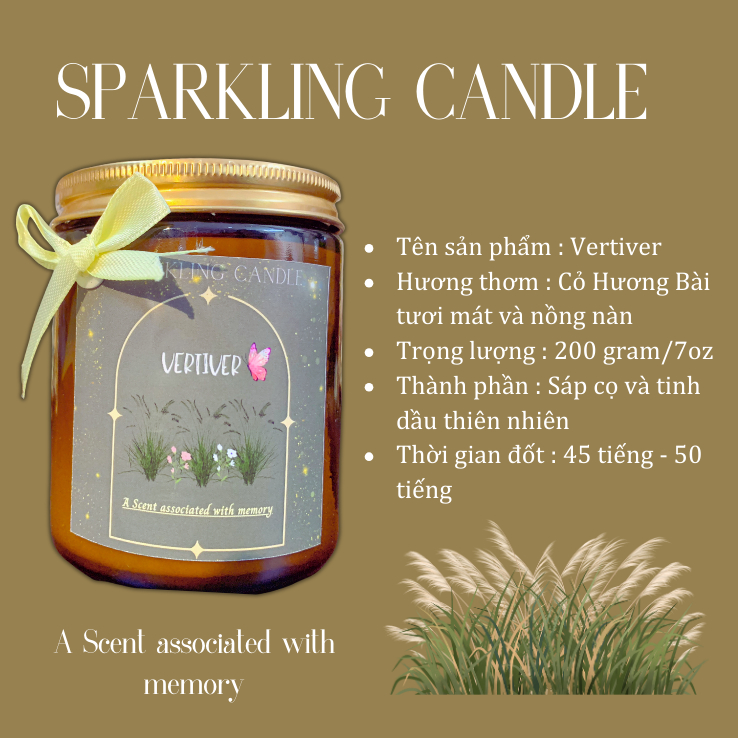 SPARKLING CANDLE
KLING CANDLE
VERTIVER
A Scent associated with memory
Tên sản phẩm : Vertiver
Hương thơm : Cỏ Hương Bài
tươi mát và nồng nàn
Trọng lượng : 200 gram/7oz
Thành phần : Sáp cọ và tinh
dầu thiên nhiên
Thời gian đốt : 45 tiếng - 50
tiếng
A Scent associated with
memory